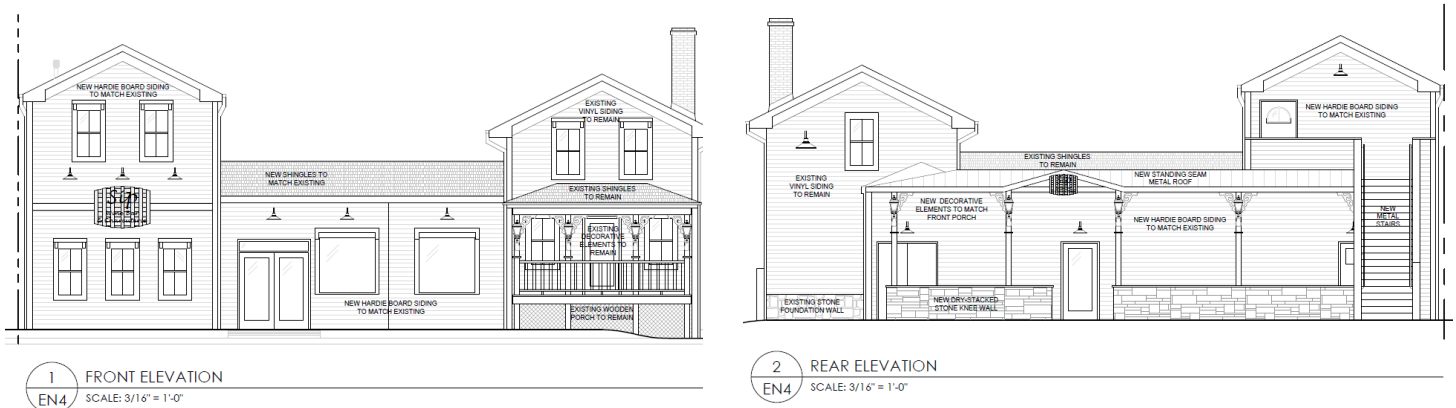 NEW HARDIE BOARD SIDING
TO MATCH EXISTING
Sip
NEW SHINGLES TO
MATCH EXISTING
NEW HARDIE BOARD SIDING
TO MATCH EXISTING
EXISTING
VINYL SIDING
TO REMAIN
EXISTING SHINGLES
TO REMAIN
EXISTING
DECORATIVE
ELEMENTS TO
REMAIN
EXISTING WOODEN
PORCH TO REMAIN
1
EN4
FRONT ELEVATION
SCALE: 3/16" = 1'-0"
EXISTING
VINYL SIDING
TO REMAIN
EXISTING STONE
FOUNDATION WALL
EXISTING SHINGLES
TO REMAIN
NEW STANDING SEAM
METAL ROOF
NEW DECORATIVE
ELEMENTS TO MATCH
FRONT PORCH
NEW HARDIE BOARD SIDING
TO MATCH EXISTING
NEW DRY-STACKED
STONE KNEE WALL
NEW HARDIE BOARD SIDING
TO MATCH EXISTING
NEW
METAL
STAIRS
2
EN4
REAR ELEVATION
SCALE: 3/16" = 1'-0"